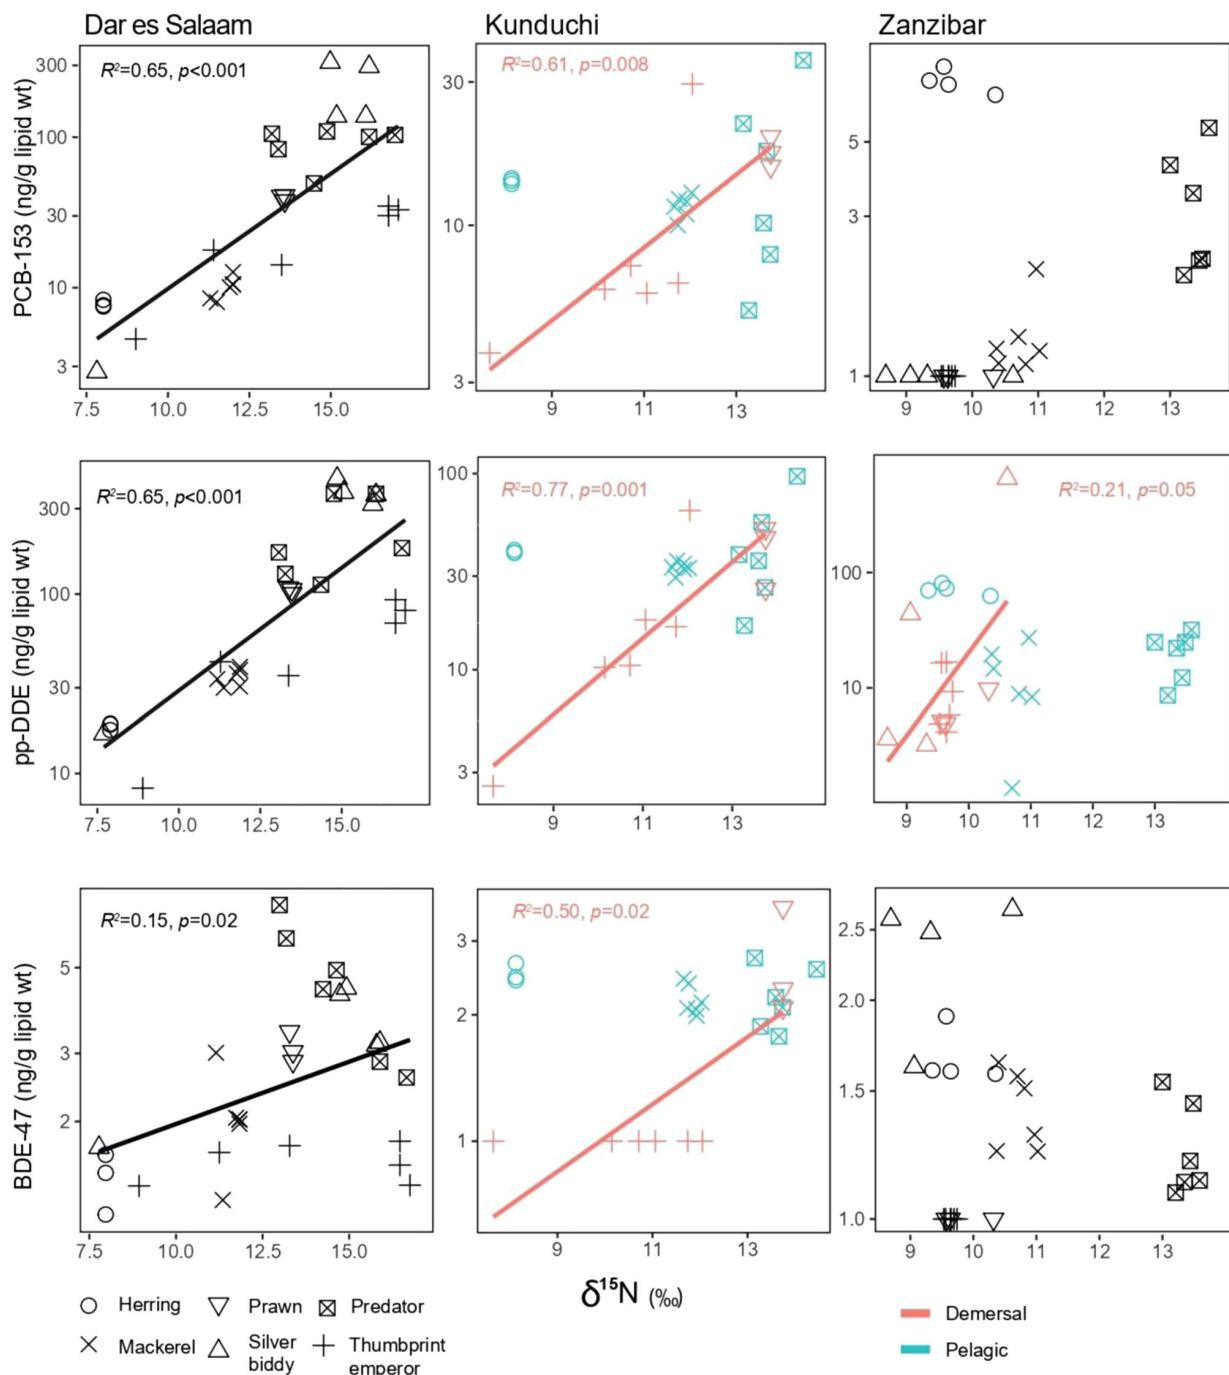 Dar es Salaam
Kunduchi
Zanzibar
PCB-153 (ng/g lipid wt)
300
100
30
10
3
R²=0.65, p<0.001
7.5 10.0 12.5 15.0
30
10
3
R²=0.61, p=0.008
9 11 13
5
3
1
9 10 11 12 13
pp-DDE (ng/g lipid wt)
300
100
30
10
R²=0.65, p<0.001
7.5 10.0 12.5 15.0
100
30
10
3
R²=0.77, p=0.001
9 11 13
100
10
R²=0.21, p=0.05
9 10 11 12 13
BDE-47 (ng/g lipid wt)
5
3
2
R²=0.15, p=0.02
7.5 10.0 12.5 15.0
3
2
1
R²=0.50, p=0.02
9 11 13
2.5
2.0
1.5
1.0
9 10 11 12 13
δ¹⁵N (‰)
Herring Prawn Predator
Mackerel Silver biddy Thumbprint emperor
Demersal
Pelagic